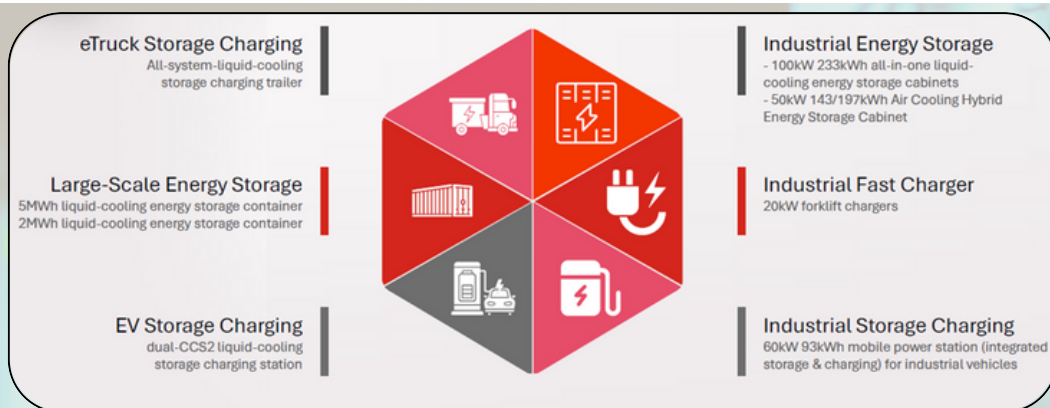 eTruck Storage Charging
All-system-liquid-cooling
storage charging trailer
Large-Scale Energy Storage
5MWh liquid-cooling energy storage container
2MWh liquid-cooling energy storage container
EV Storage Charging
dual-CCS2 liquid-cooling
storage charging station
Industrial Energy Storage
- 100kW 233kWh all-in-one liquid-
cooling energy storage cabinets
- 50kW 143/197kWh Air Cooling Hybrid
Energy Storage Cabinet
Industrial Fast Charger
20kW forklift chargers
Industrial Storage Charging
60kW 93kWh mobile power station (integrated
storage & charging) for industrial vehicles